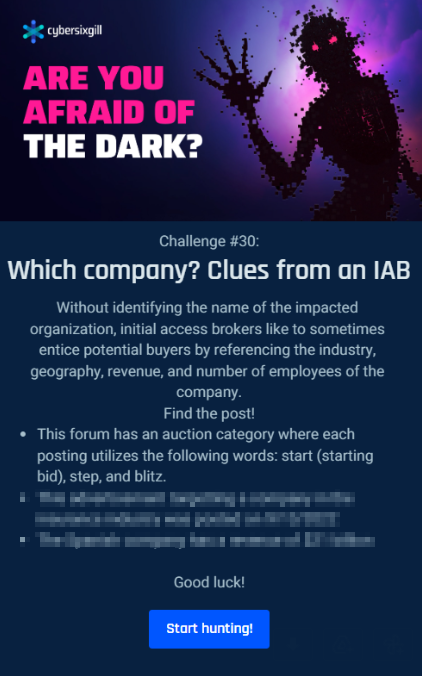 cybersixgill
ARE YOU
AFRAID OF
THE DARK?
Challenge #30:
Which company? Clues from an IAB
Without identifying the name of the impacted
organization, initial access brokers like to sometimes
entice potential buyers by referencing the industry,
geography, revenue, and number of employees of the
company.
Find the post!
• This forum has an auction category where each
posting utilizes the following words: start (starting
bid), step, and blitz.
Good luck!
Start hunting!